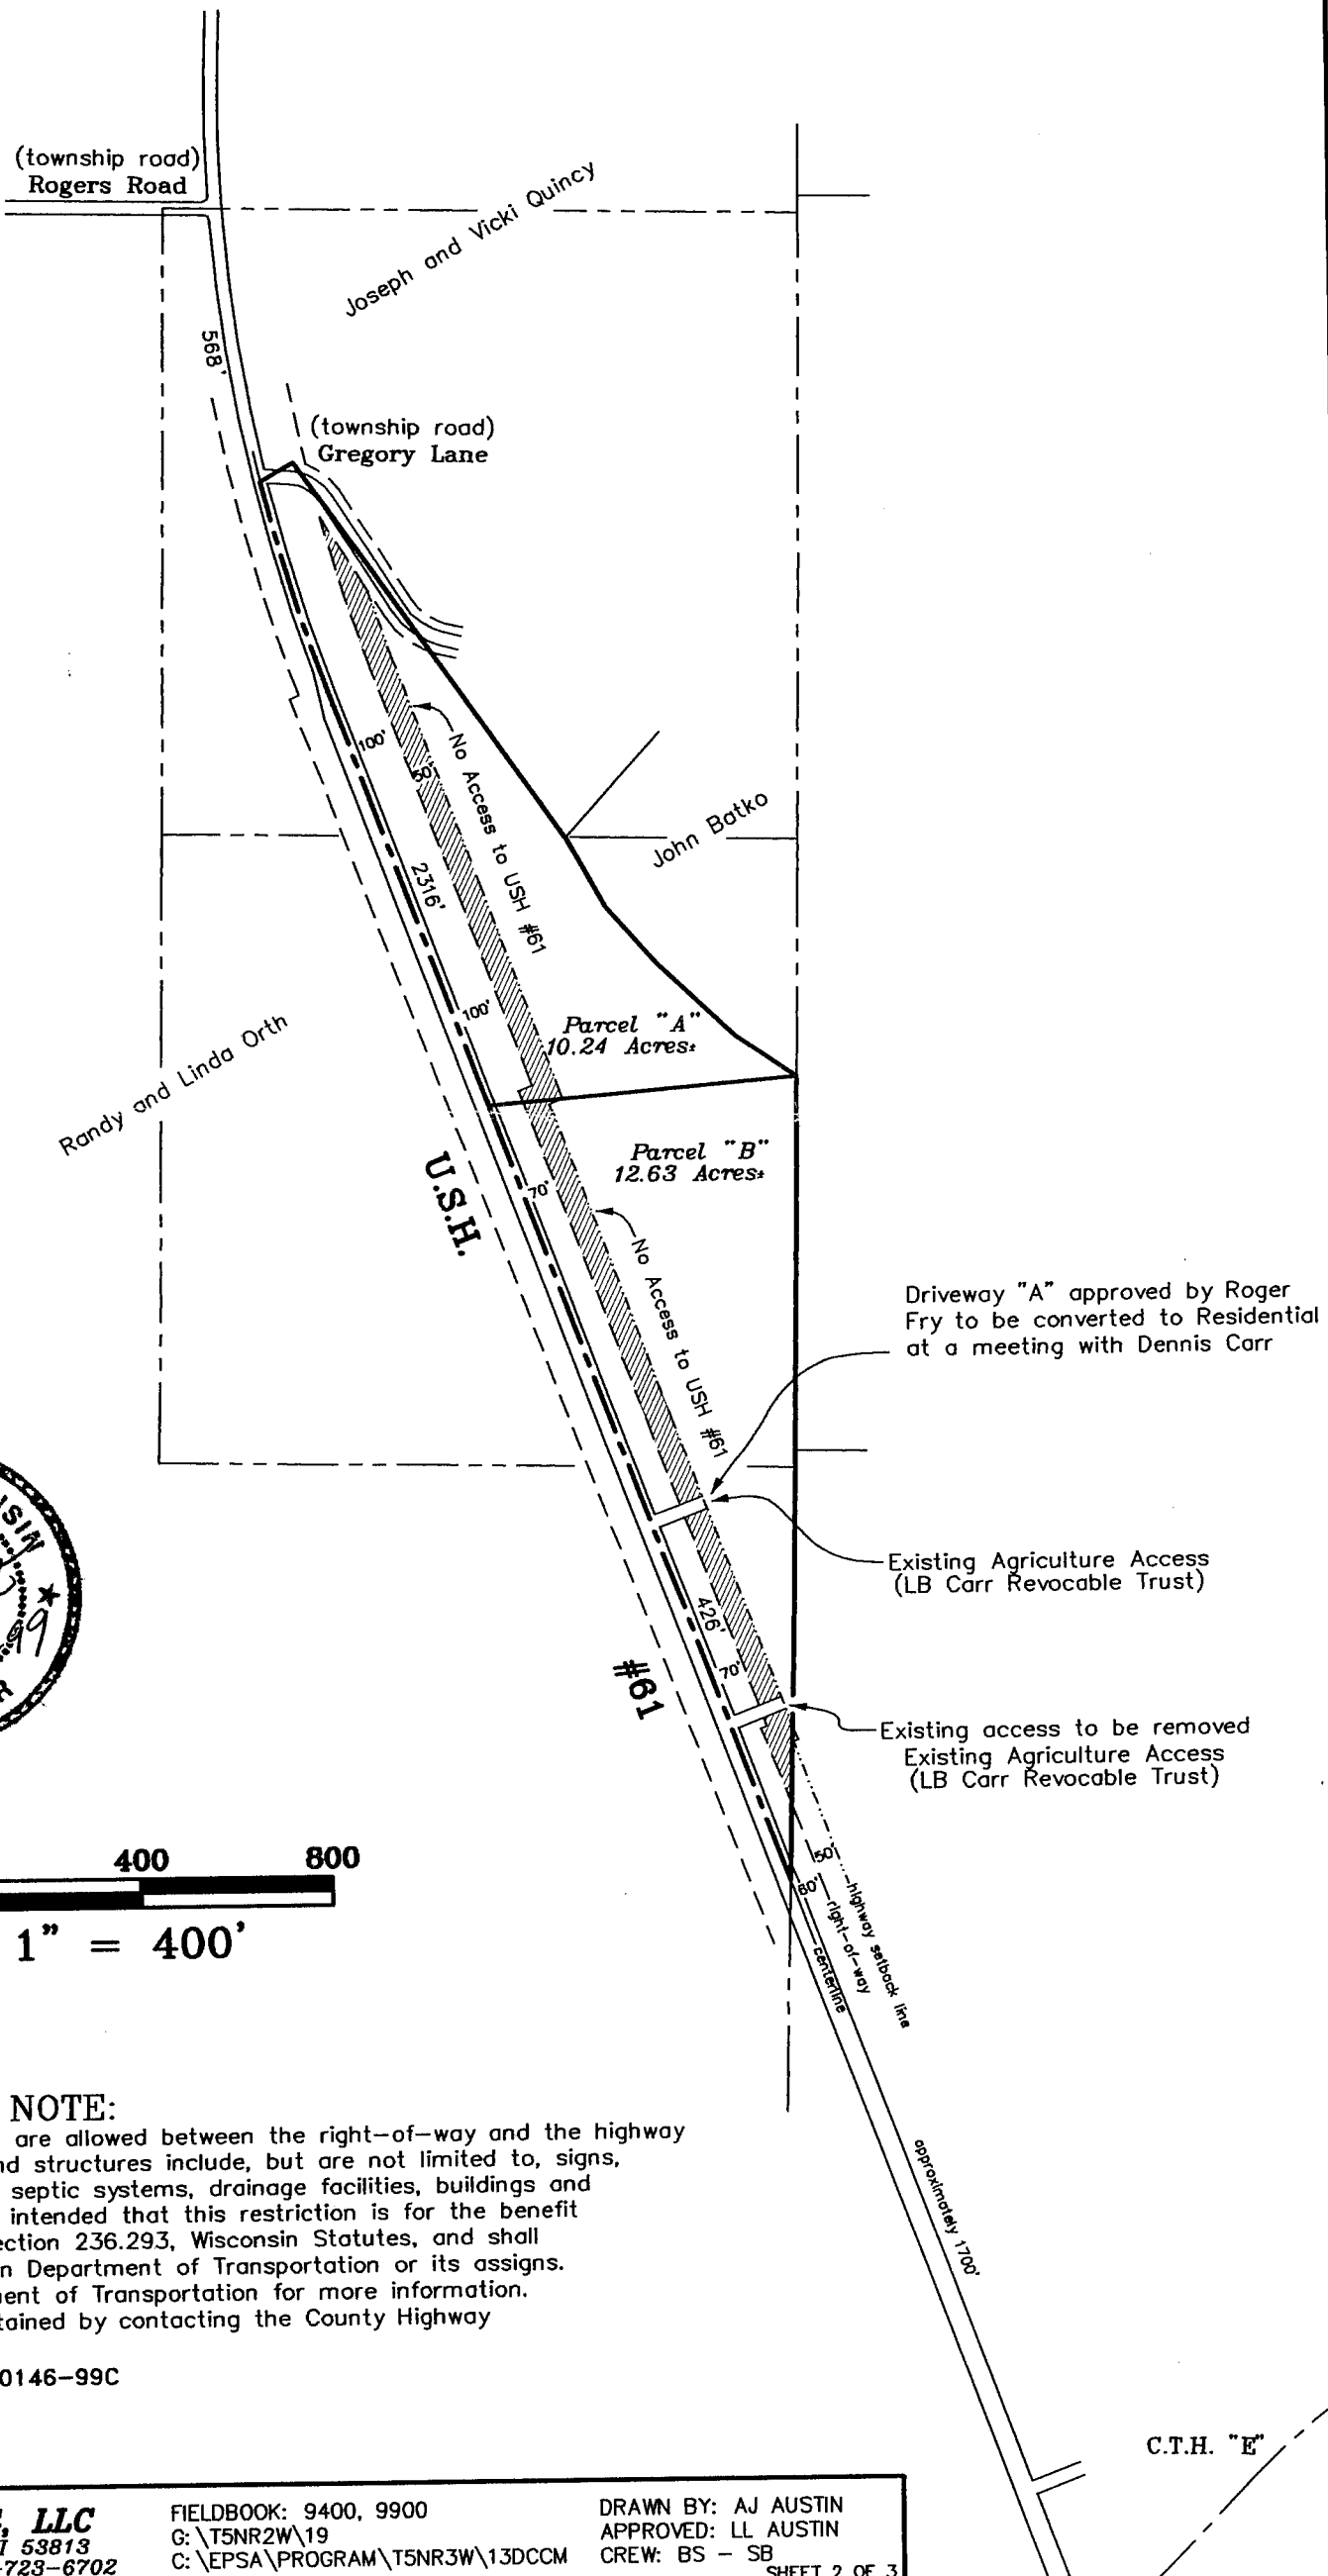 (township road)
Rogers Road
Joseph and Vicki Quincy
568'
(township road)
Gregory Lane
100'
50'
No Access to USH #61
John Batko
2316'
100'
Parcel "A"
10.24 Acres±
Randy and Linda Orth
Parcel "B"
12.63 Acres±
U.S.H.
70'
No Access to USH #61
Driveway "A" approved by Roger
Fry to be converted to Residential
at a meeting with Dennis Carr
Existing Agriculture Access
(LB Carr Revocable Trust)
426'
70'
#61
Existing access to be removed
Existing Agriculture Access
(LB Carr Revocable Trust)
400 800
1" = 400'
50'
60'
highway setback line
right-of-way
centerline
NOTE:
are allowed between the right-of-way and the highway
nd structures include, but are not limited to, signs,
septic systems, drainage facilities, buildings and
intended that this restriction is for the benefit
ection 236.293, Wisconsin Statutes, and shall
n Department of Transportation or its assigns.
ent of Transportation for more information.
tained by contacting the County Highway
0146-99C
approximately 1700'
C.T.H. "E"
LLC
53813
723-6702
FIELDBOOK: 9400, 9900
G:\T5NR2W\19
C:\EPSA\PROGRAM\T5NR3W\13DCCM
DRAWN BY: AJ AUSTIN
APPROVED: LL AUSTIN
CREW: BS - SB
SHEET 2 OF 3